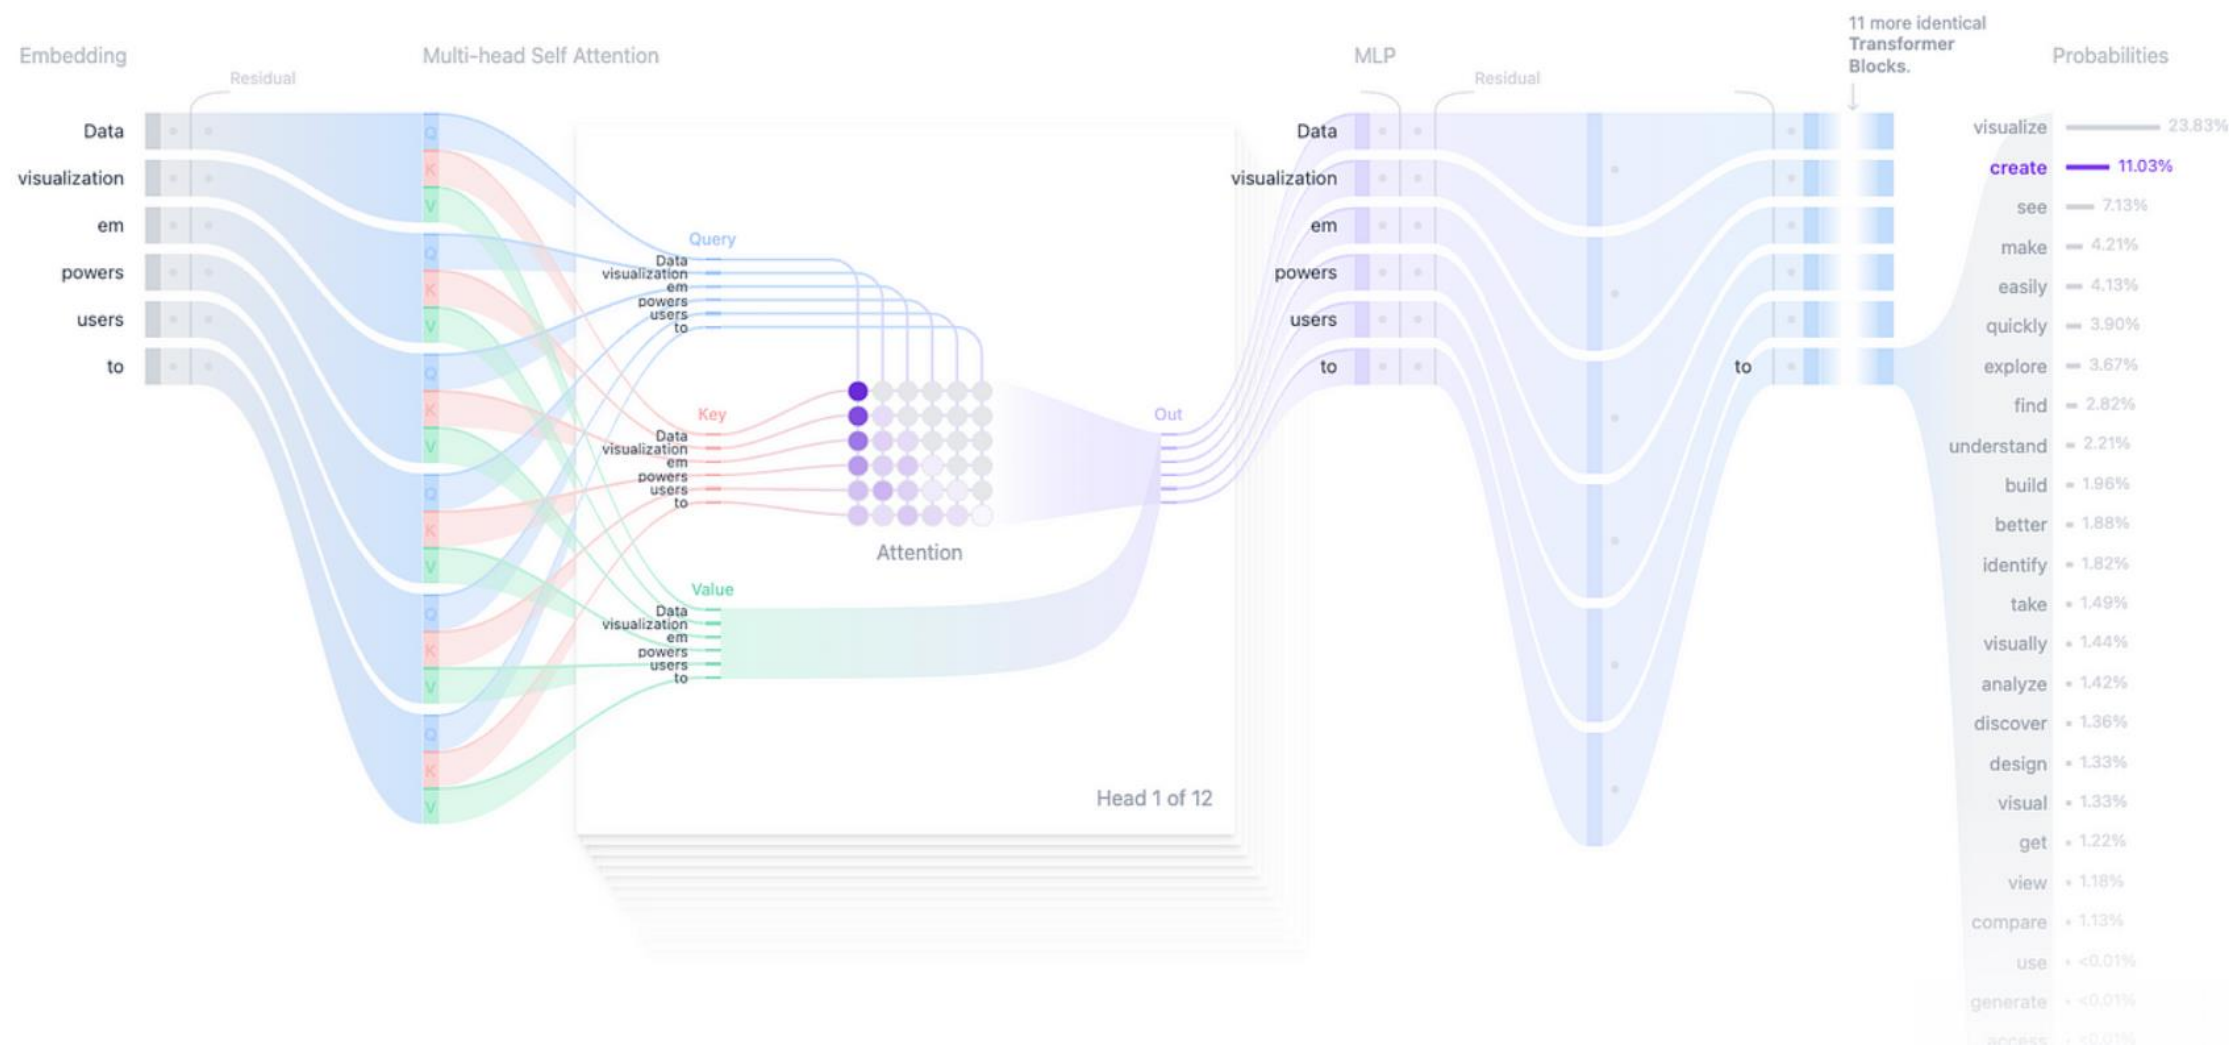 Embedding
Residual
Data
visualization
em
powers
users
to
Multi-head Self Attention
Q
K
V
Q
K
V
Q
K
V
Q
K
V
Q
K
V
Q
K
V
Query
Data
visualization
em
powers
users
to
Key
Data
visualization
em
powers
users
to
Attention
Value
Data
visualization
em
powers
users
to
Out
Head 1 of 12
MLP
Residual
Data
visualization
em
powers
users
to
to
11 more identical
Transformer
Blocks.
Probabilities
visualize 23.83%
create 11.03%
see 7.13%
make 4.21%
easily 4.13%
quickly 3.90%
explore 3.67%
find 2.82%
understand 2.21%
build 1.96%
better 1.88%
identify 1.82%
take 1.49%
visually 1.44%
analyze 1.42%
discover 1.36%
design 1.33%
visual 1.33%
get 1.22%
view 1.18%
compare 1.13%
use <0.01%
generate <0.01%
access <0.01%